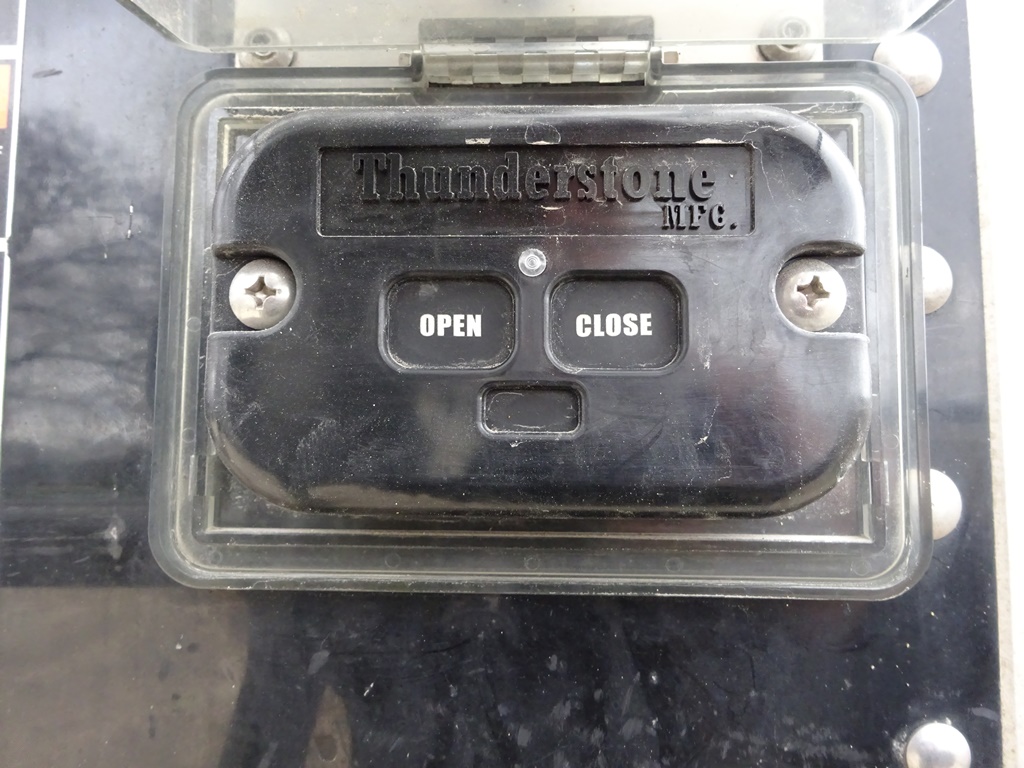 Thunderstone
MFG.
OPEN CLOSE